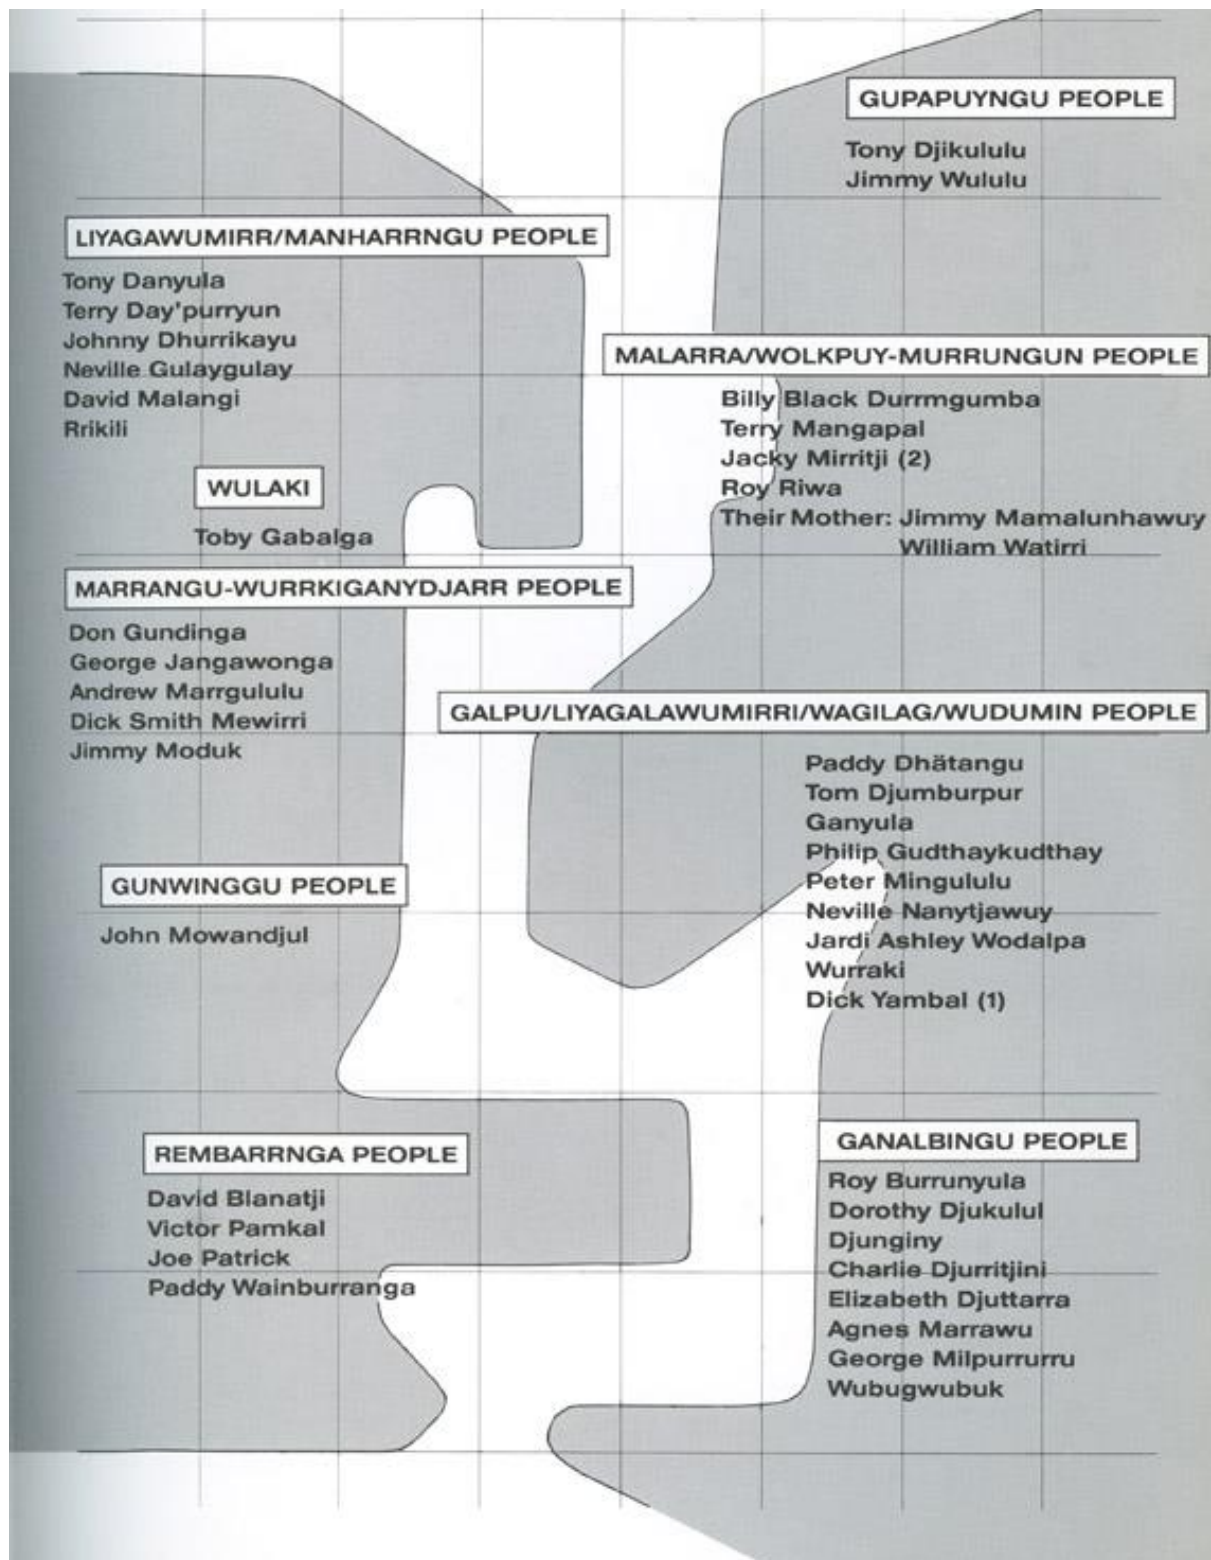 GUPAPUYNGU PEOPLE
Tony Djikululu
Jimmy Wululu
LIYAGAWUMIRR/MANHARRNGU PEOPLE
Tony Danyula
Terry Day'purryun
Johnny Dhurrikayu
Neville Gulaygulay
David Malangi
Rrikili
MALARRA/WOLKPUY-MURRUNGUN PEOPLE
Billy Black Durrmgumba
Terry Mangapal
Jacky Mirritji (2)
Roy Riwa
Their Mother: Jimmy Mamalunhawuy
William Watirri
WULAKI
Toby Gabalga
MARRANGU-WURRKIGANYDJARR PEOPLE
Don Gundinga
George Jangawonga
Andrew Marrgululu
Dick Smith Mewirri
Jimmy Moduk
GALPU/LIYAGALAWUMIRRI/WAGILAG/WUDUMIN PEOPLE
Paddy Dhätangu
Tom Djumburpur
Ganyula
Philip Gudthaykudthay
Peter Mingululu
Neville Nanytjawuy
Jardi Ashley Wodalpa
Wurraki
Dick Yambal (1)
GUNWINGGU PEOPLE
John Mowandjul
REMBARRNGA PEOPLE
David Blanatji
Victor Pamkal
Joe Patrick
Paddy Wainburranga
GANALBINGU PEOPLE
Roy Burrunyula
Dorothy Djukulul
Djunginy
Charlie Djurritjini
Elizabeth Djuttarra
Agnes Marrawu
George Milpurrurru
Wubugwubuk